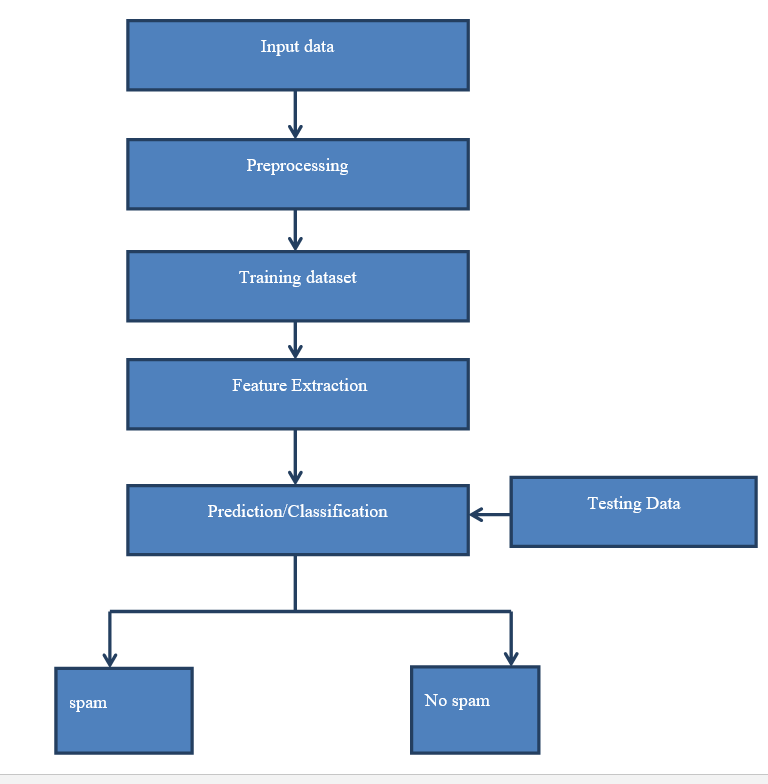 Input data
Preprocessing
Training dataset
Feature Extraction
Prediction/Classification
Testing Data
spam
No spam